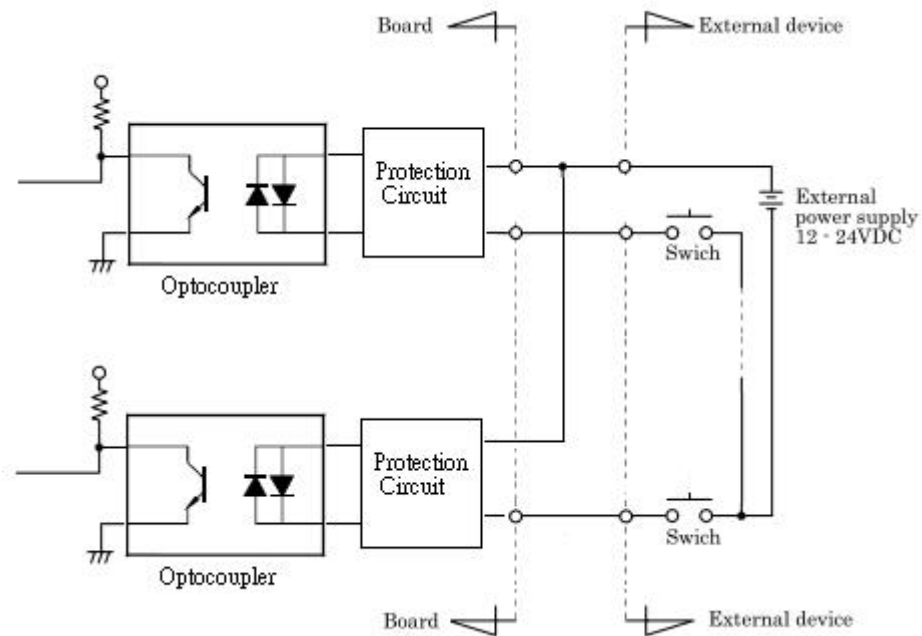 Board
External device
Protection
Circuit
External
power supply
12 - 24VDC
Swich
Optocoupler
Protection
Circuit
Swich
Optocoupler
Board
External device